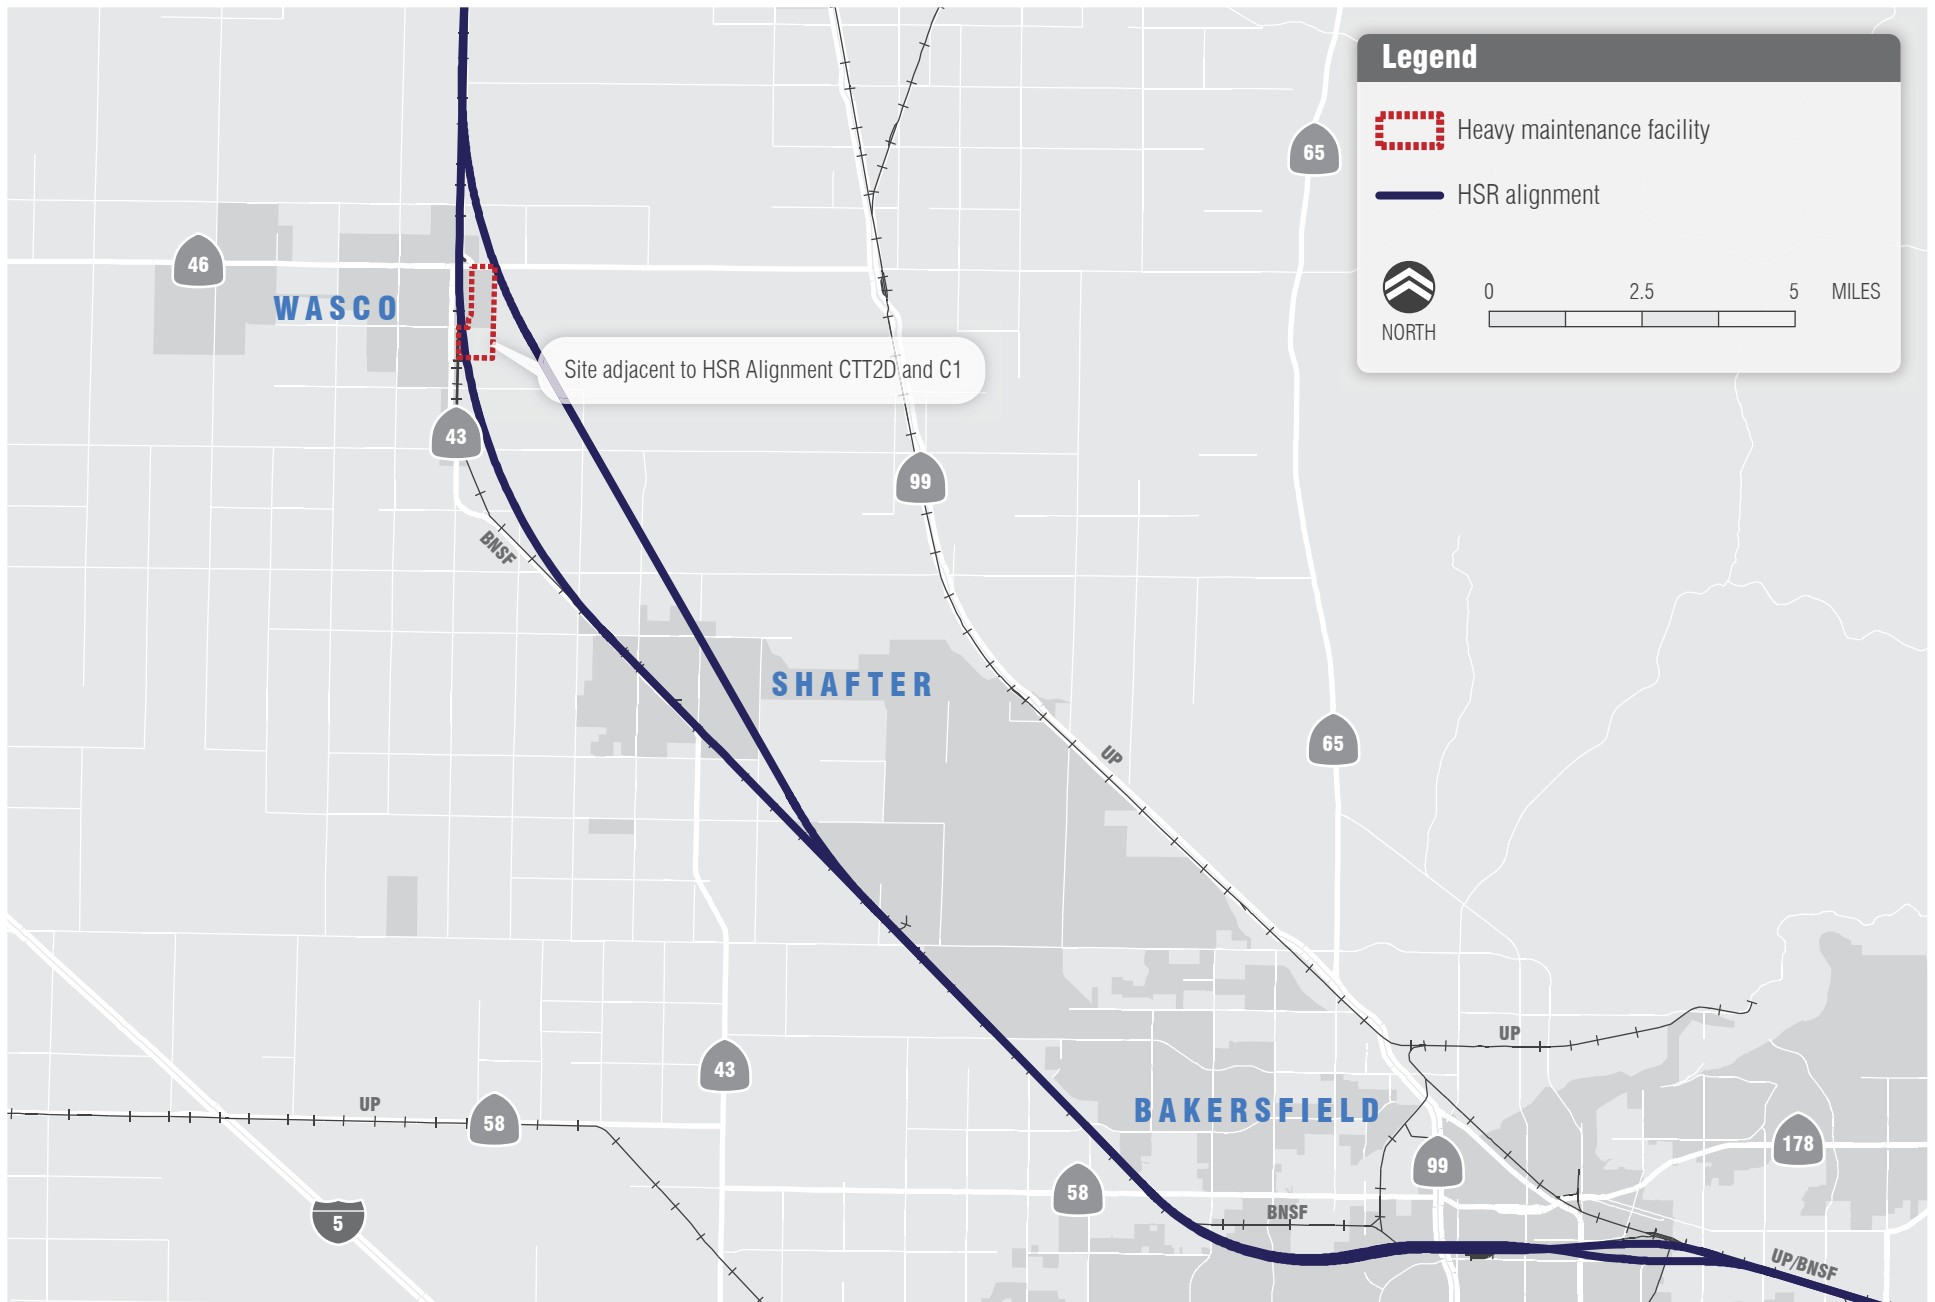 Legend
Heavy maintenance facility
HSR alignment
0 2.5 5 MILES
NORTH
65
46
WASCO
Site adjacent to HSR Alignment CTT2D and C1
43
99
BNSF
SHAFTER
UP
65
UP
43
UP
58
BAKERSFIELD
178
99
58
BNSF
5
UP/BNSF